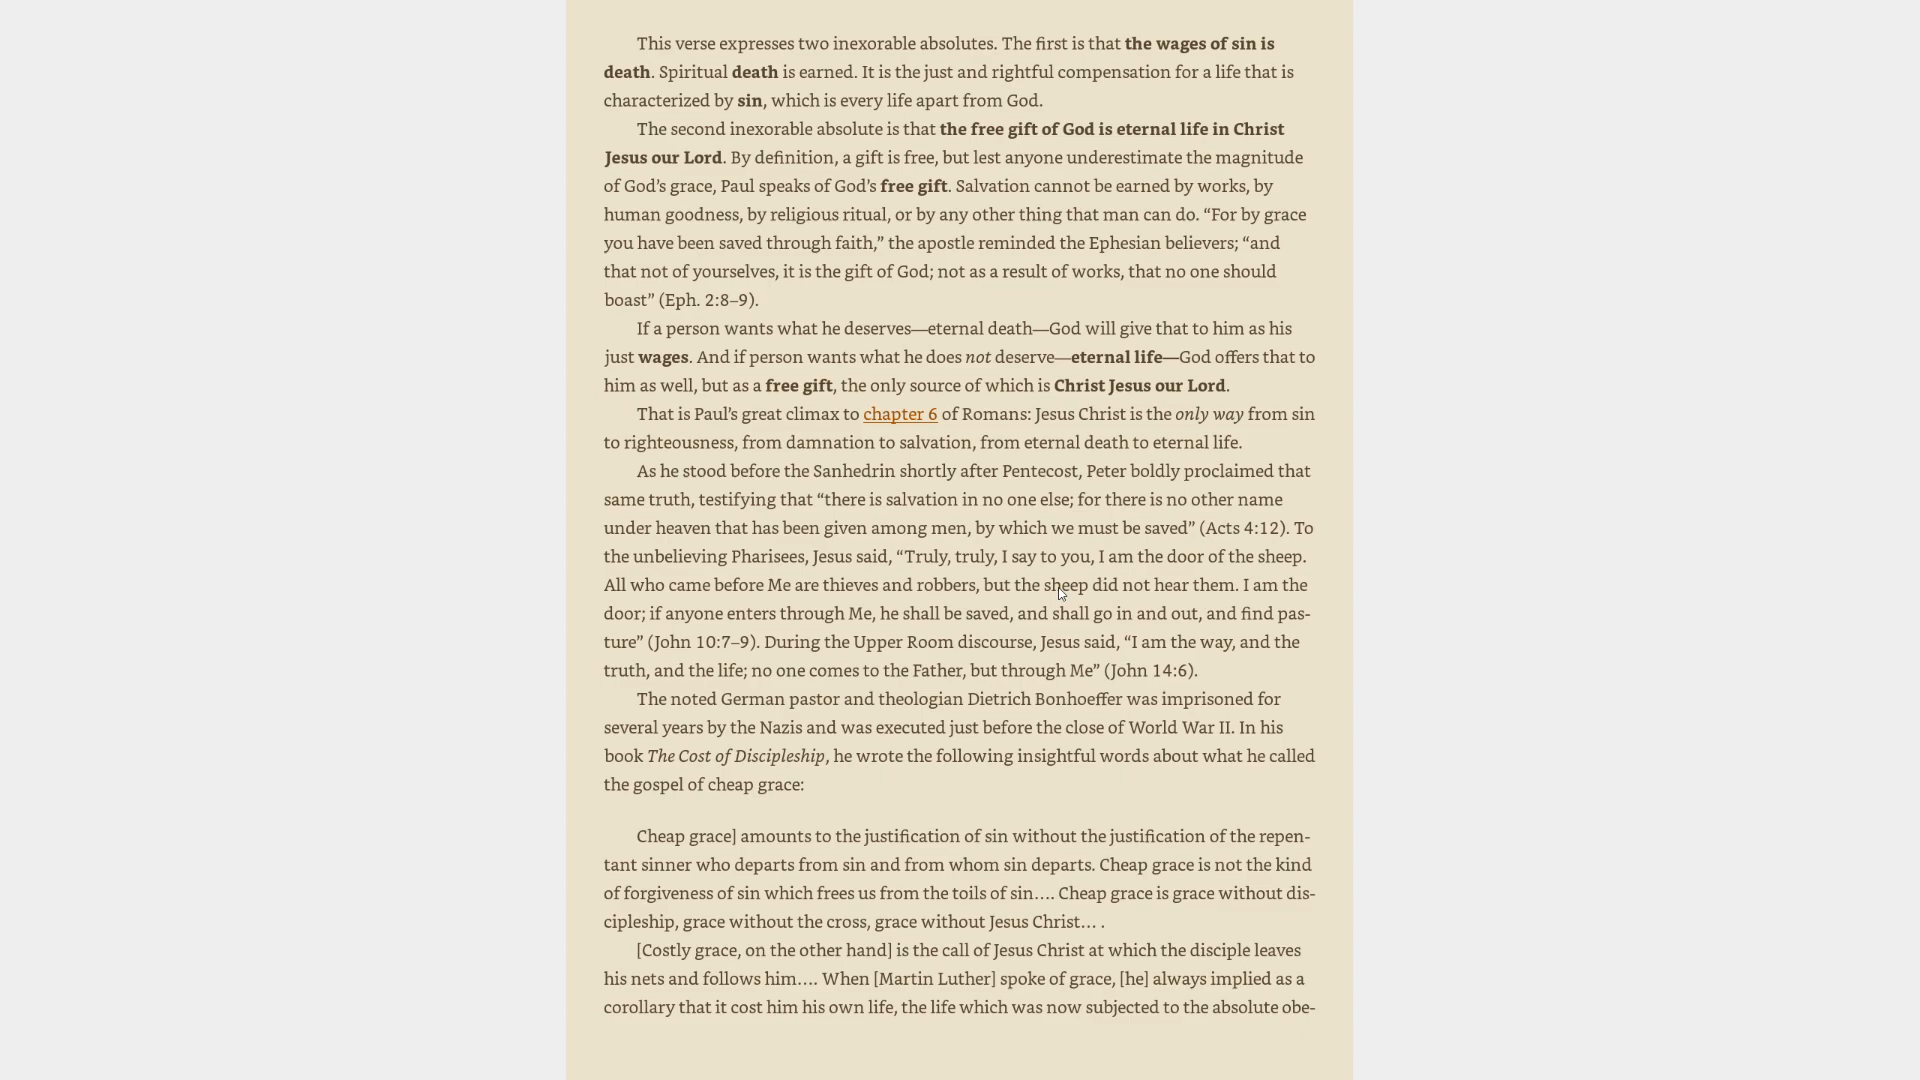 This verse expresses two inexorable absolutes. The first is that the wages of sin is
death. Spiritual death is earned. It is the just and rightful compensation for a life that is
characterized by sin, which is every life apart from God.
The second inexorable absolute is that the free gift of God is eternal life in Christ
Jesus our Lord. By definition, a gift is free, but lest anyone underestimate the magnitude
of God’s grace, Paul speaks of God’s free gift. Salvation cannot be earned by works, by
human goodness, by religious ritual, or by any other thing that man can do. “For by grace
you have been saved through faith,” the apostle reminded the Ephesian believers; “and
that not of yourselves, it is the gift of God; not as a result of works, that no one should
boast” (Eph. 2:8–9).
If a person wants what he deserves—eternal death—God will give that to him as his
just wages. And if person wants what he does not deserve—eternal life—God offers that to
him as well, but as a free gift, the only source of which is Christ Jesus our Lord.
That is Paul’s great climax to chapter 6 of Romans: Jesus Christ is the only way from sin
to righteousness, from damnation to salvation, from eternal death to eternal life.
As he stood before the Sanhedrin shortly after Pentecost, Peter boldly proclaimed that
same truth, testifying that “there is salvation in no one else; for there is no other name
under heaven that has been given among men, by which we must be saved” (Acts 4:12). To
the unbelieving Pharisees, Jesus said, “Truly, truly, I say to you, I am the door of the sheep.
All who came before Me are thieves and robbers, but the sheep did not hear them. I am the
door; if anyone enters through Me, he shall be saved, and shall go in and out, and find pas-
ture” (John 10:7–9). During the Upper Room discourse, Jesus said, “I am the way, and the
truth, and the life; no one comes to the Father, but through Me” (John 14:6).
The noted German pastor and theologian Dietrich Bonhoeffer was imprisoned for
several years by the Nazis and was executed just before the close of World War II. In his
book The Cost of Discipleship, he wrote the following insightful words about what he called
the gospel of cheap grace:
Cheap grace] amounts to the justification of sin without the justification of the repen-
tant sinner who departs from sin and from whom sin departs. Cheap grace is not the kind
of forgiveness of sin which frees us from the toils of sin…. Cheap grace is grace without dis-
cipleship, grace without the cross, grace without Jesus Christ… .
[Costly grace, on the other hand] is the call of Jesus Christ at which the disciple leaves
his nets and follows him…. When [Martin Luther] spoke of grace, [he] always implied as a
corollary that it cost him his own life, the life which was now subjected to the absolute obe-